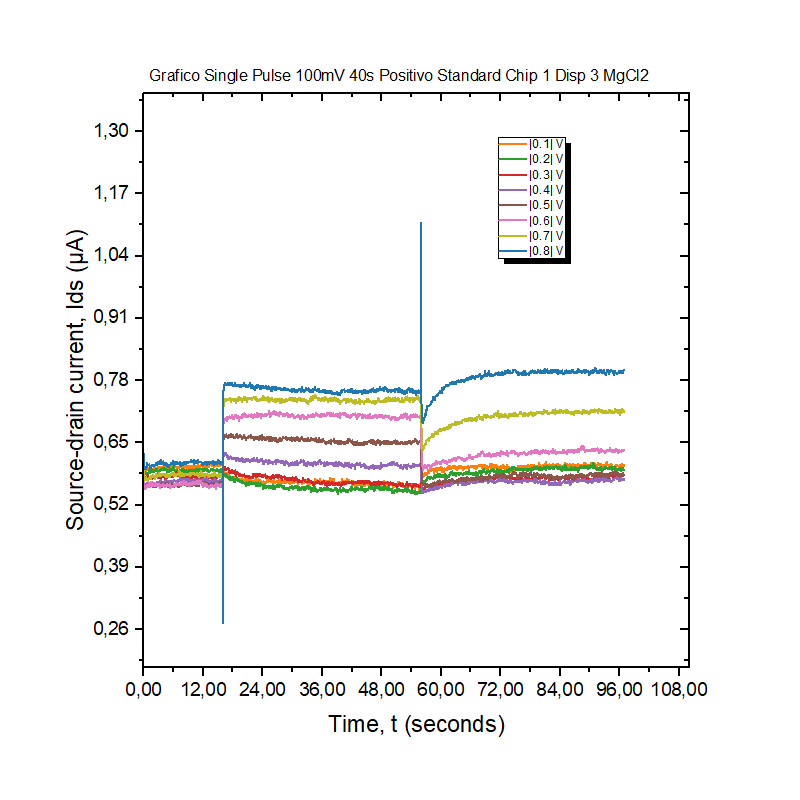 Grafico Single Pulse 100mV 40s Positivo Standard Chip 1 Disp 3 MgCl2
|0.1| V
|0.2| V
|0.3| V
|0.4| V
|0.5| V
|0.6| V
|0.7| V
|0.8| V
1,30
1,17
1,04
0,91
0,78
0,65
0,52
0,39
0,26
Source-drain current, Ids (µA)
0,00 12,00 24,00 36,00 48,00 60,00 72,00 84,00 96,00 108,00
Time, t (seconds)